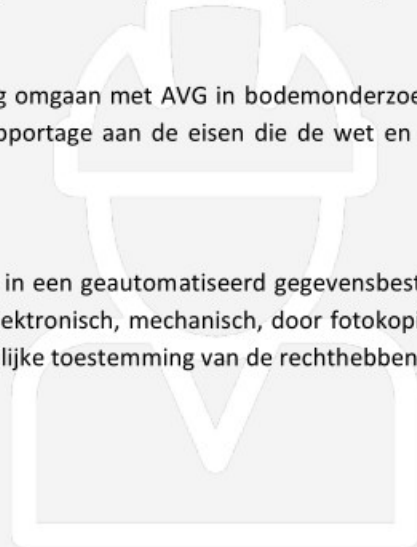 g omgaan met AVG in bodemonderzoe
pportage aan de eisen die de wet en
in een geautomatiseerd gegevensbest
ektronisch, mechanisch, door fotokopi
lijke toestemming van de rechthebben